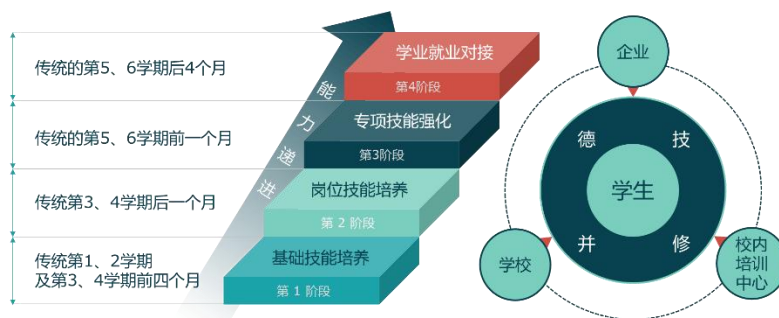 传统的第5、6学期后4个月
传统的第5、6学期前一个月
传统第3、4学期后一个月
传统第1、2学期
及第3、4学期前四个月
能力递进
学业就业对接
第4阶段
专项技能强化
第3阶段
岗位技能培养
第 2 阶段
基础技能培养
第 1 阶段
企业
德 技
学生
并 修
学校
校内
培训
中心